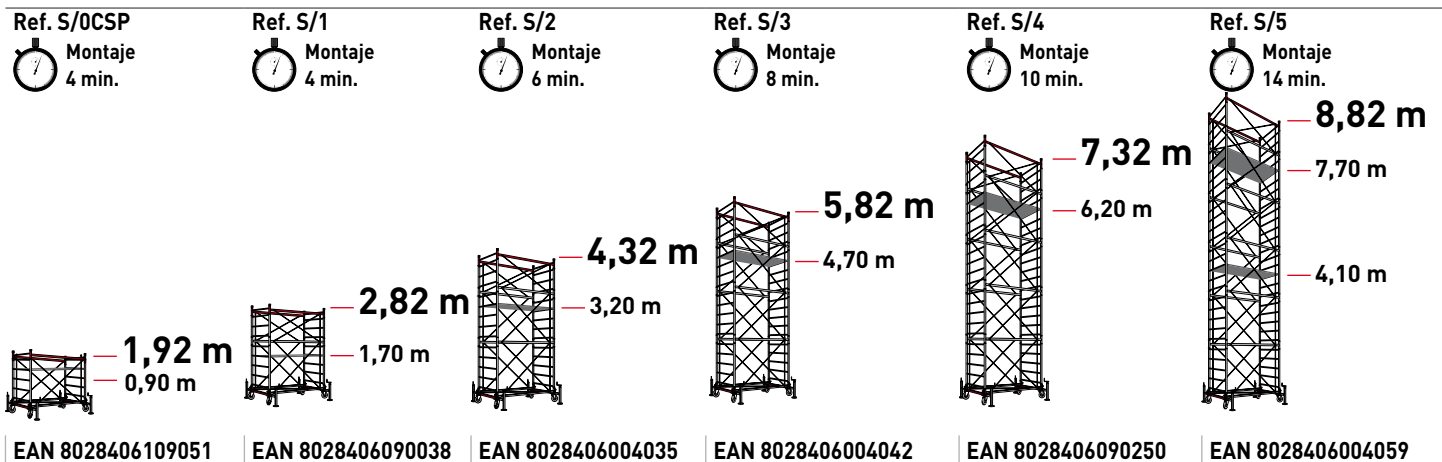 Ref. S/0CSP
Montaje
4 min.
1,92 m
0,90 m
EAN 8028406109051
Ref. S/1
Montaje
4 min.
2,82 m
1,70 m
EAN 8028406090038
Ref. S/2
Montaje
6 min.
4,32 m
3,20 m
EAN 8028406004035
Ref. S/3
Montaje
8 min.
5,82 m
4,70 m
EAN 8028406004042
Ref. S/4
Montaje
10 min.
7,32 m
6,20 m
EAN 8028406090250
Ref. S/5
Montaje
14 min.
8,82 m
7,70 m
4,10 m
EAN 8028406004059